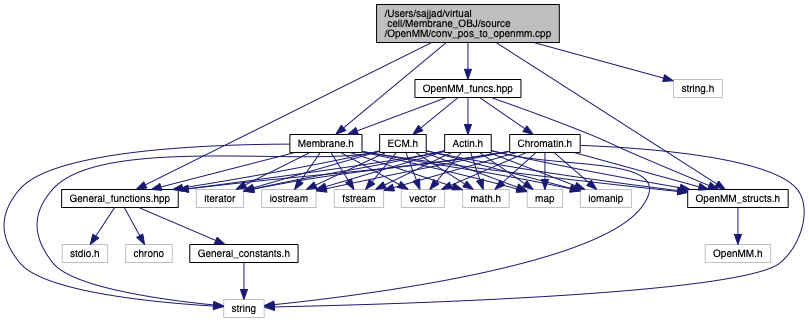 /Users/sajjad/virtual
cell/Membrane_OBJ/source
/OpenMM/conv_pos_to_openmm.cpp
OpenMM_funcs.hpp
string.h
Membrane.h
ECM.h
Actin.h
Chromatin.h
General_functions.hpp
iterator
iostream
fstream
vector
math.h
map
iomanip
OpenMM_structs.h
stdio.h
chrono
General_constants.h
OpenMM.h
string